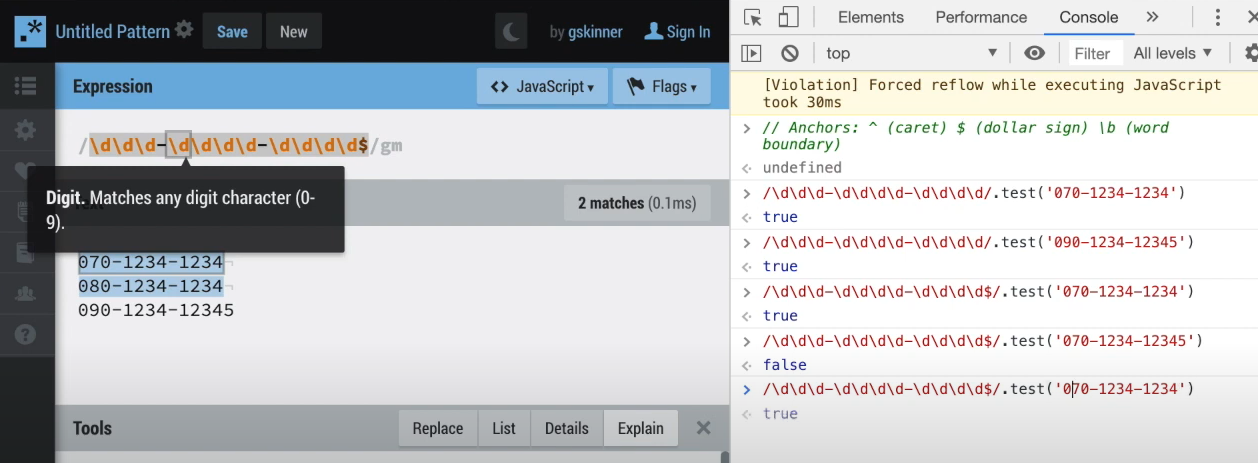 Untitled Pattern
Save
New
by gskinner
Sign In
Expression
<> JavaScript ▾
Flags ▾
/\d\d\d-\d\d\d\d-\d\d\d\d$/gm
Digit. Matches any digit character (0-
9).
2 matches (0.1ms)
070-1234-1234¬
080-1234-1234¬
090-1234-12345
Tools
Replace
List
Details
Explain
Elements
Performance
Console
top
Filter
All levels ▼
[Violation] Forced reflow while executing JavaScript
took 30ms
// Anchors: ^ (caret) $ (dollar sign) \b (word
boundary)
undefined
/\d\d\d-\d\d\d\d-\d\d\d\d/.test('070-1234-1234')
true
/\d\d\d-\d\d\d\d-\d\d\d\d/.test('090-1234-12345')
true
/\d\d\d-\d\d\d\d-\d\d\d\d$/.test('070-1234-1234')
true
/\d\d\d-\d\d\d\d-\d\d\d\d$/.test('070-1234-12345')
false
/\d\d\d-\d\d\d\d-\d\d\d\d$/.test('070-1234-1234')
true